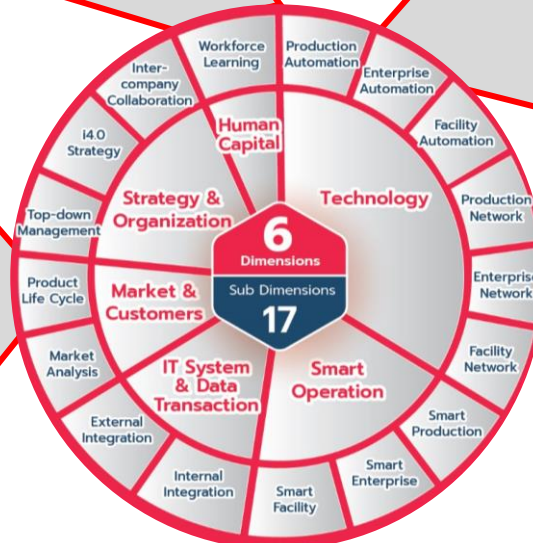 6
Dimensions
Sub Dimensions
17
Human
Capital
Technology
Smart
Operation
IT System
& Data
Transaction
Market &
Customers
Strategy &
Organization
Workforce
Learning
Production
Automation
Enterprise
Automation
Facility
Automation
Production
Network
Enterprise
Network
Facility
Network
Smart
Production
Smart
Enterprise
Smart
Facility
Internal
Integration
External
Integration
Market
Analysis
Product
Life Cycle
Top-down
Management
I4.0
Strategy
Inter-
company
Collaboration